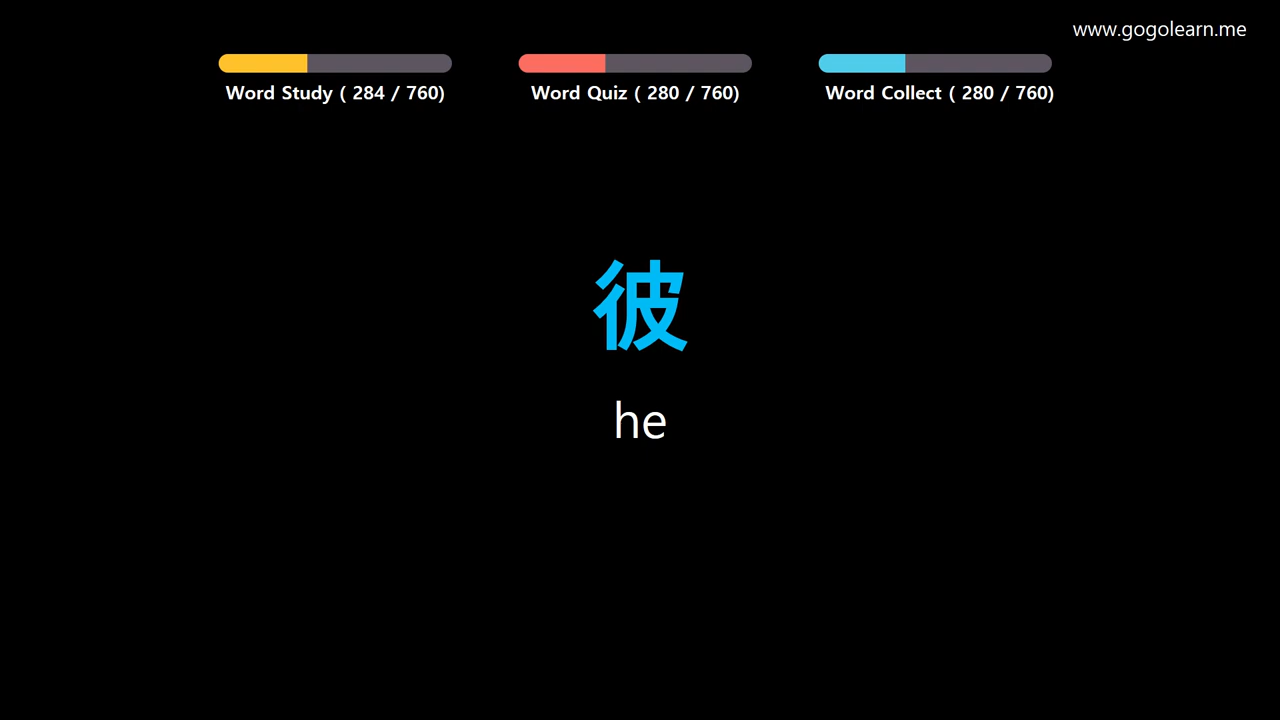 www.gogolearn.me
Word Study ( 284 / 760)
Word Quiz ( 280 / 760)
Word Collect ( 280 / 760)
彼
he